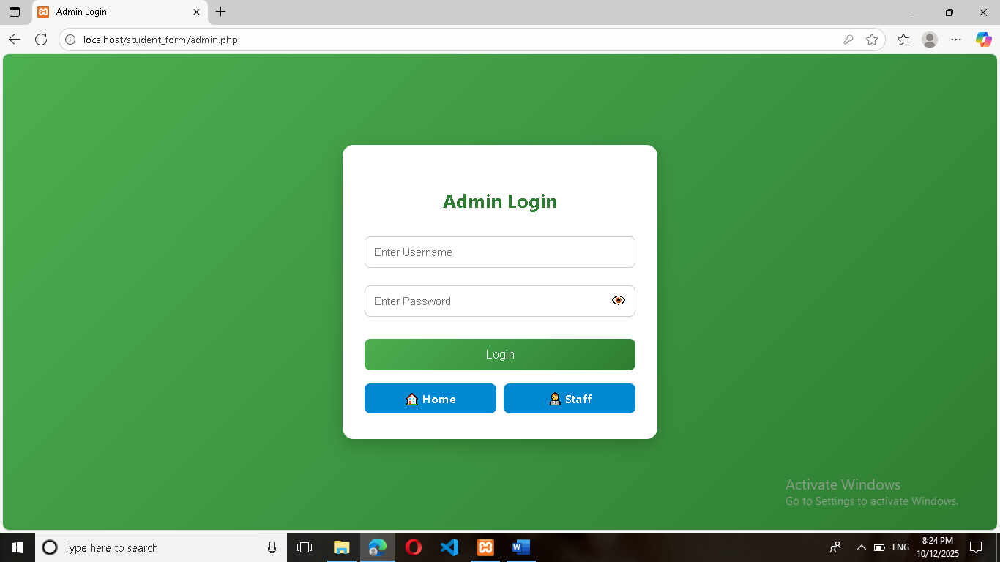 Admin Login
localhost/student_form/admin.php
Admin Login
Enter Username
Enter Password
Login
Home
Staff
Activate Windows
Go to Settings to activate Windows.
Type here to search
ENG
8:24 PM
10/12/2025